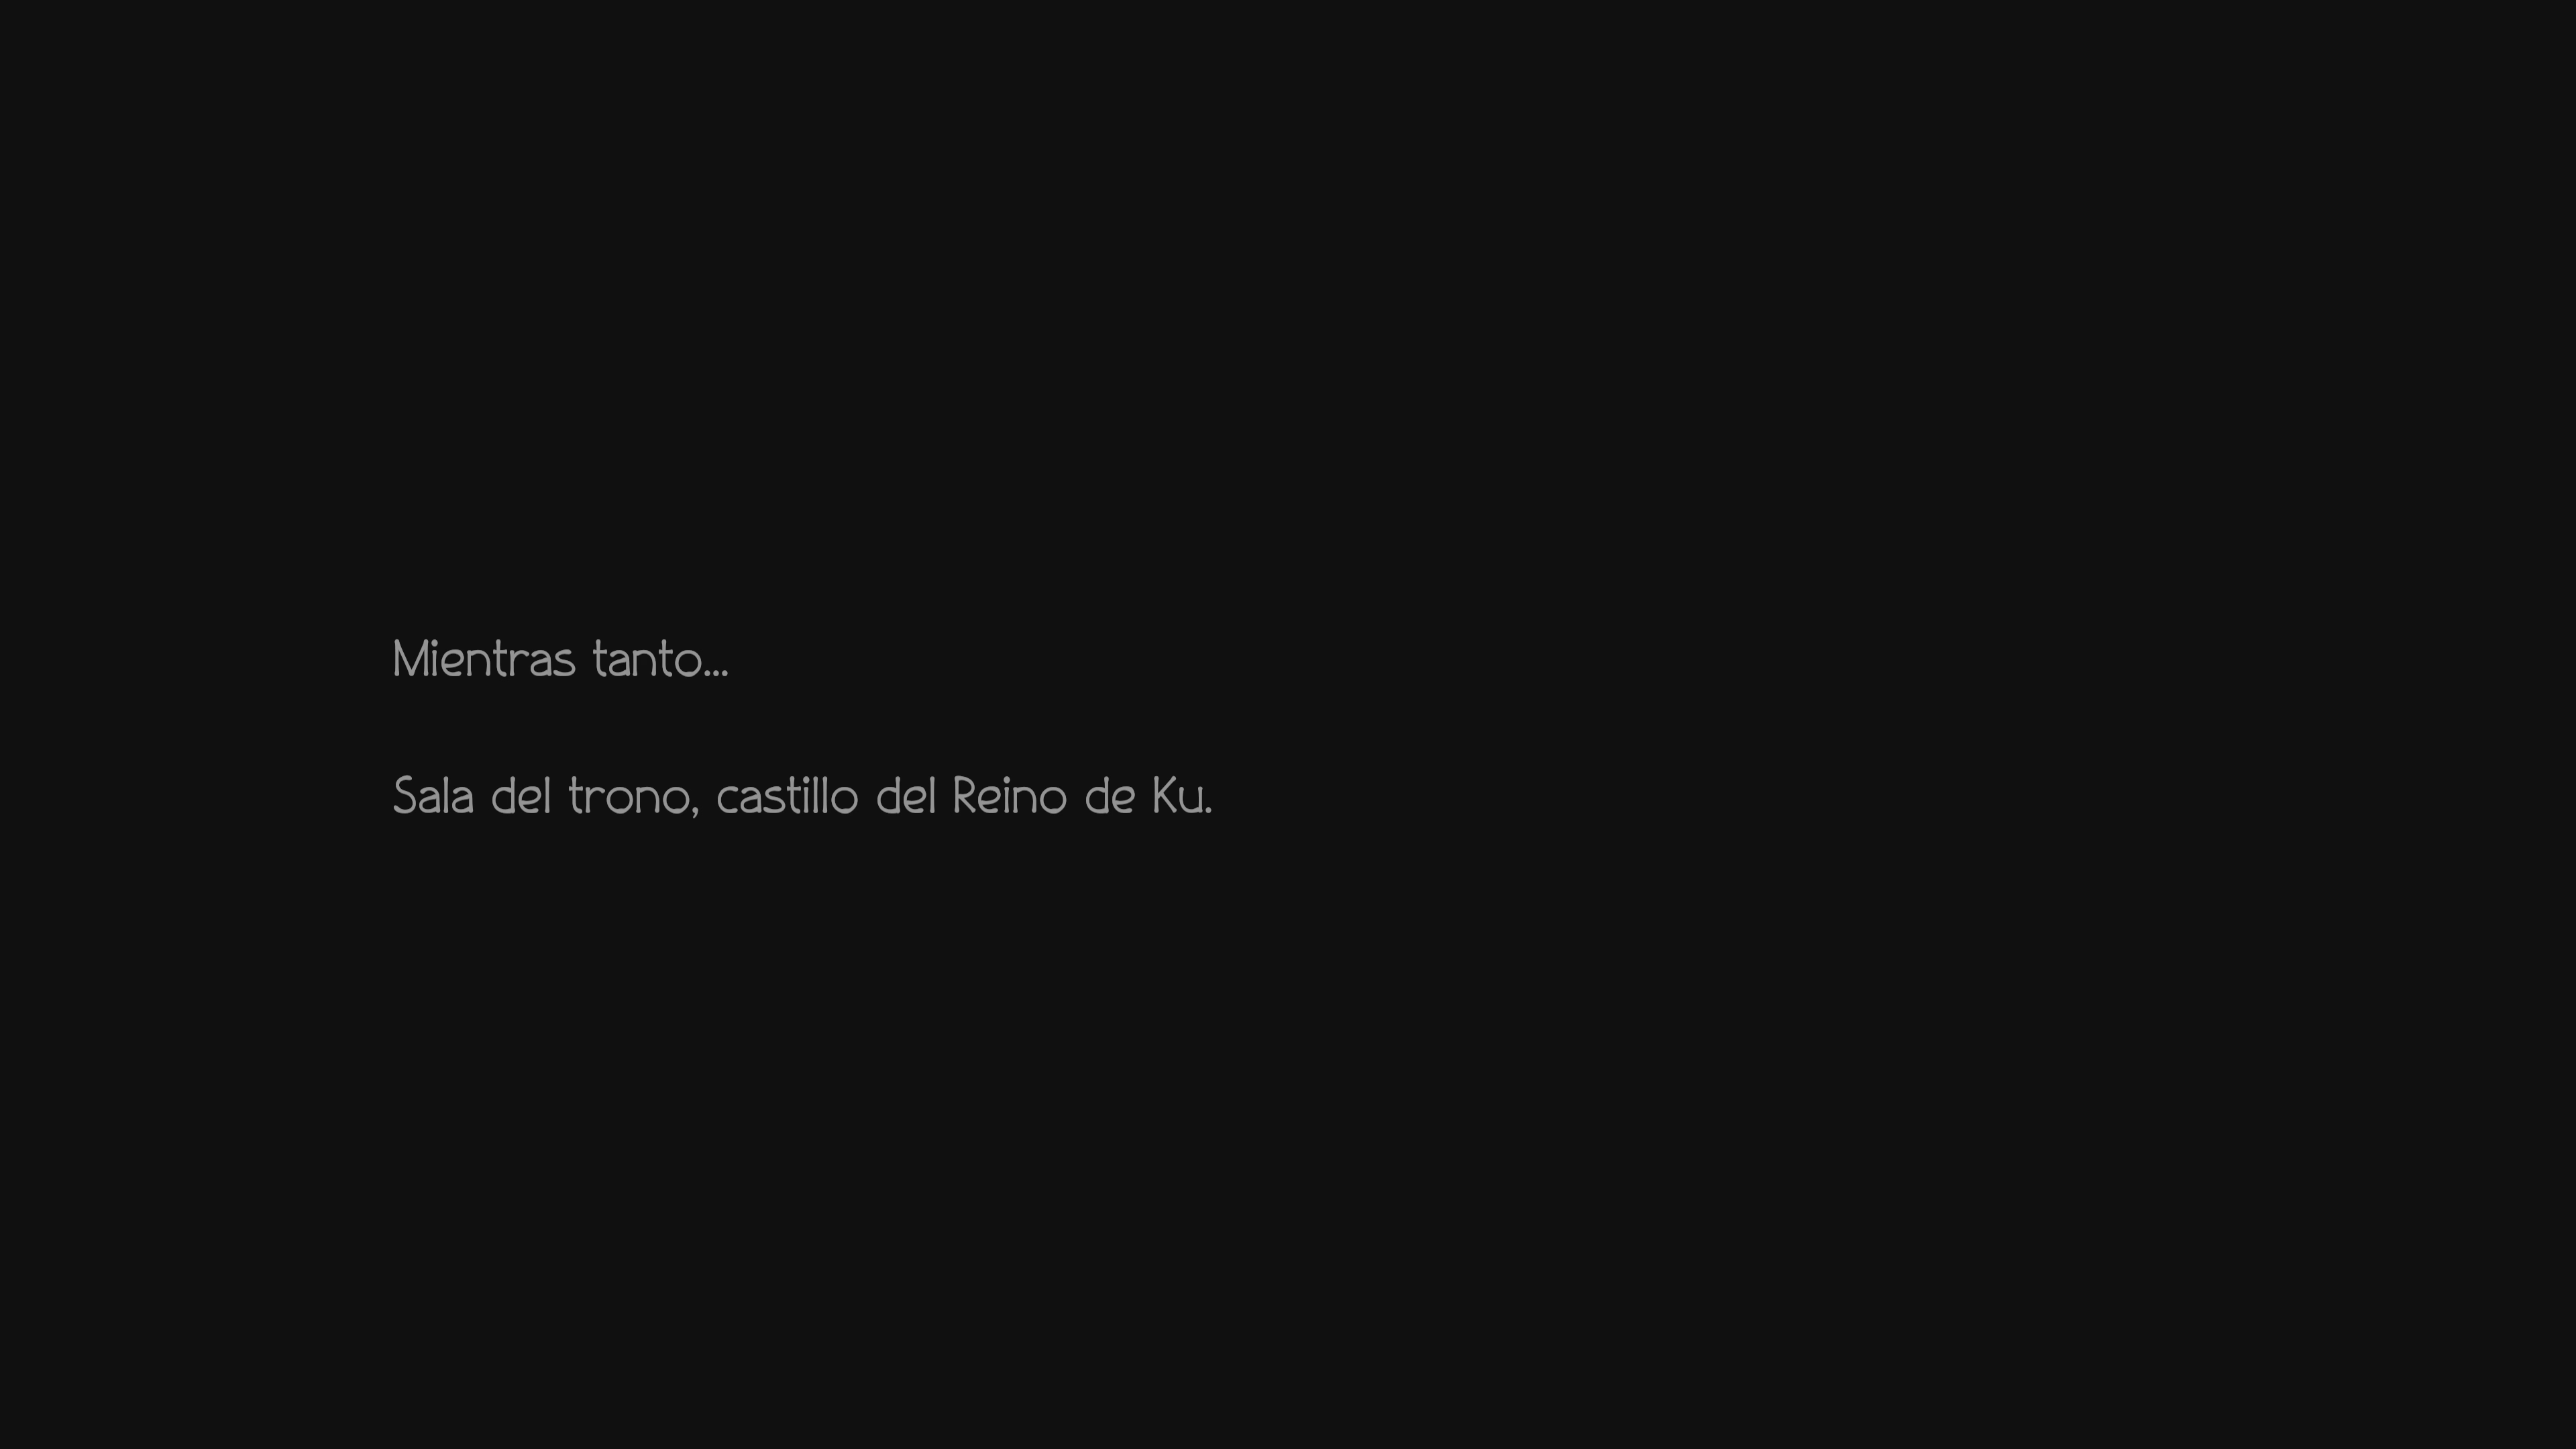 Mientras tanto...
Sala del trono, castillo del Reino de Ku.